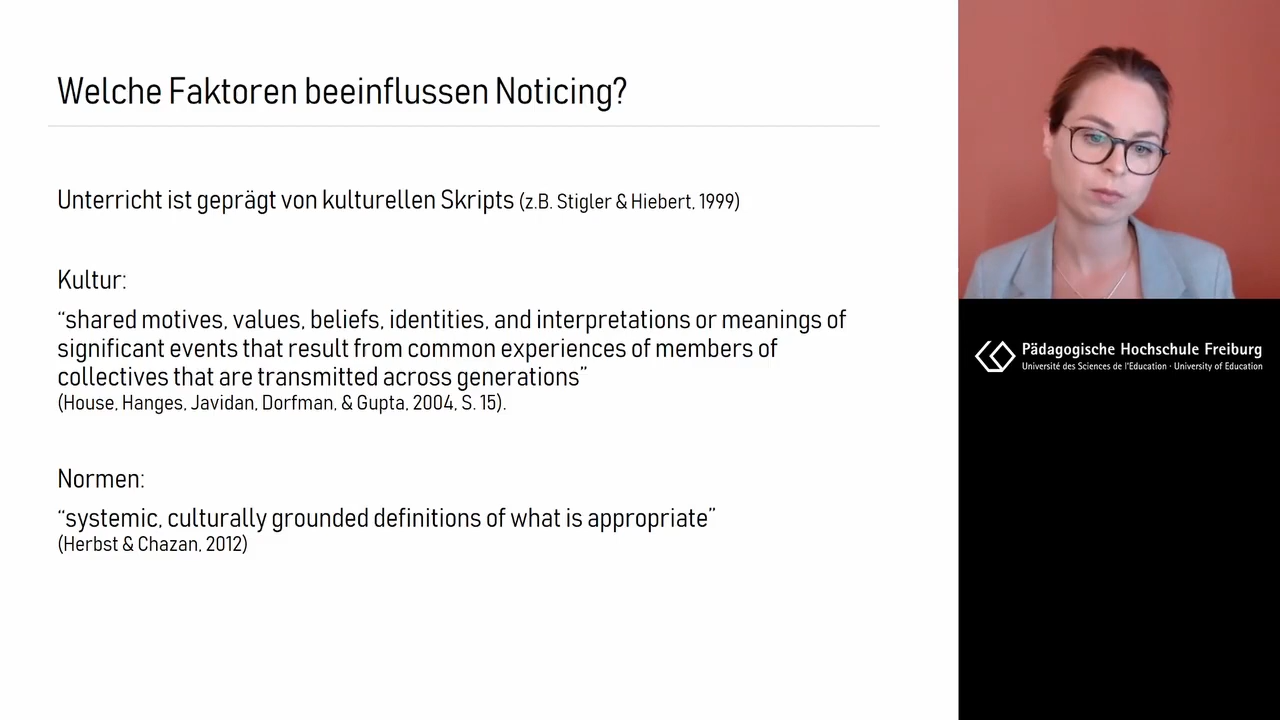 Welche Faktoren beeinflussen Noticing?
Unterricht ist geprägt von kulturellen Skripts (z.B. Stigler & Hiebert, 1999)
Kultur:
“shared motives, values, beliefs, identities, and interpretations or meanings of
significant events that result from common experiences of members of
collectives that are transmitted across generations”
(House, Hanges, Javidan, Dorfman, & Gupta, 2004, S. 15).
Normen:
“systemic, culturally grounded definitions of what is appropriate”
(Herbst & Chazan, 2012)
Pädagogische Hochschule Freiburg
Université des Sciences de l'Education · University of Education